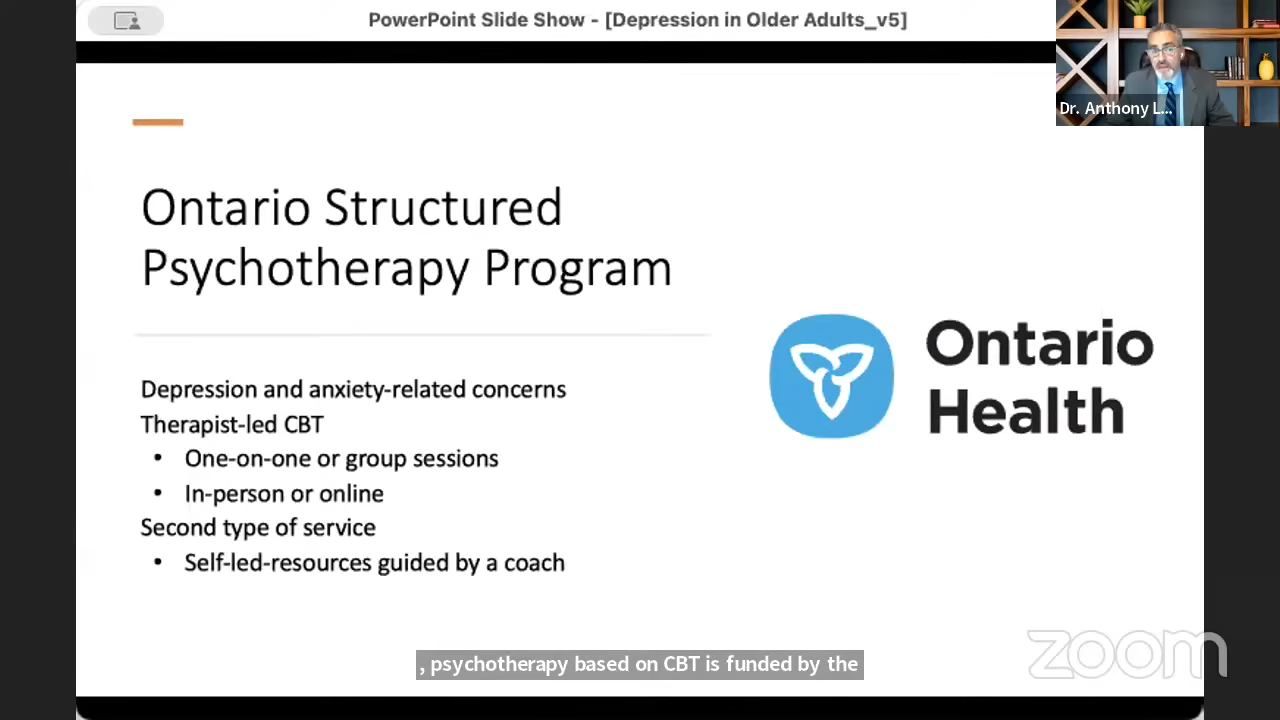 PowerPoint Slide Show - [Depression in Older Adults_v5]
Dr. Anthony L...
Ontario Structured
Psychotherapy Program
Depression and anxiety-related concerns
Therapist-led CBT
• One-on-one or group sessions
• In-person or online
Second type of service
• Self-led-resources guided by a coach
Ontario
Health
, psychotherapy based on CBT is funded by the
zoom